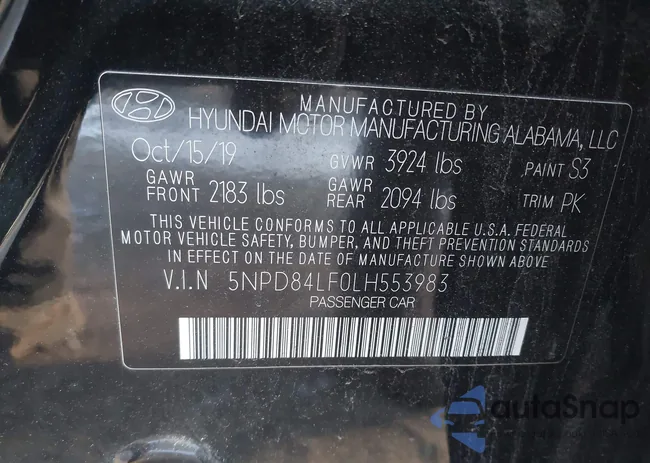 MANUFACTURED BY
HYUNDAI MOTOR MANUFACTURING ALABAMA, LLC
Oct/15/19 GVWR 3924 lbs PAINT S3
GAWR FRONT 2183 lbs GAWR REAR 2094 lbs TRIM PK
THIS VEHICLE CONFORMS TO ALL APPLICABLE U.S.A. FEDERAL
MOTOR VEHICLE SAFETY, BUMPER, AND THEFT PREVENTION STANDARDS
IN EFFECT ON THE DATE OF MANUFACTURE SHOWN ABOVE
V.I.N 5NPD84LF0LH553983
PASSENGER CAR
autoSnap